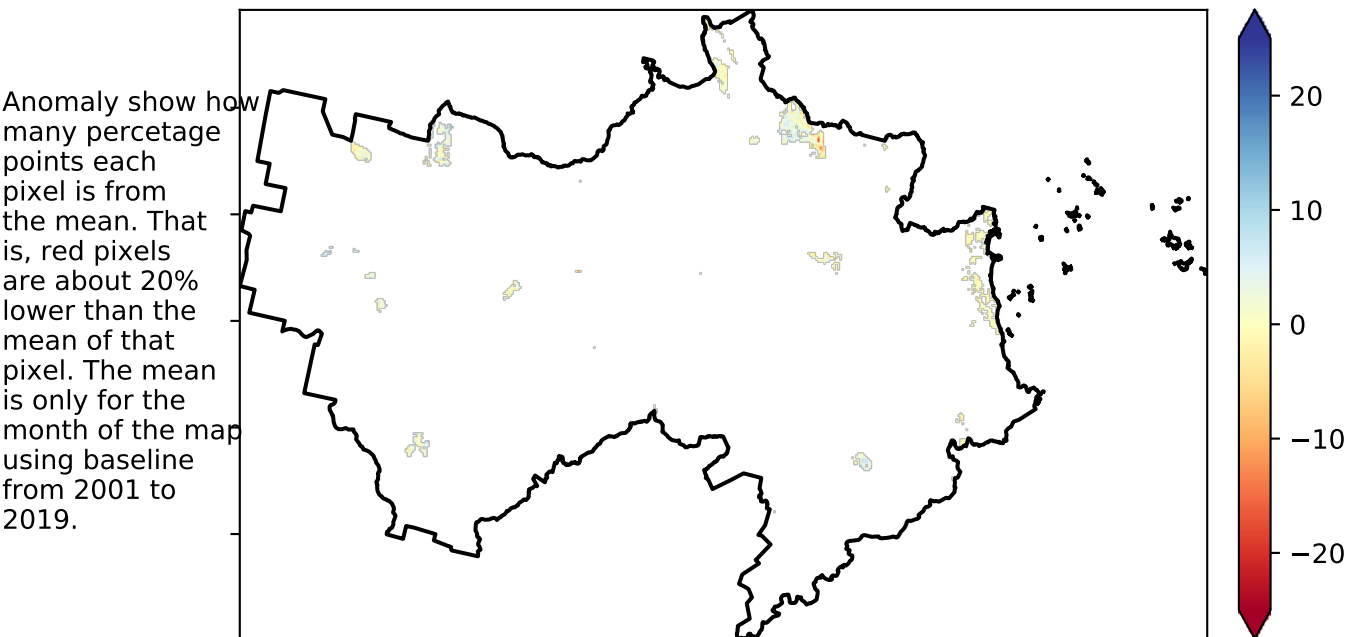 Anomaly show how
many percetage
points each
pixel is from
the mean. That
is, red pixels
are about 20%
lower than the
mean of that
pixel. The mean
is only for the
month of the map
using baseline
from 2001 to
2019.
20
10
0
−10
−20